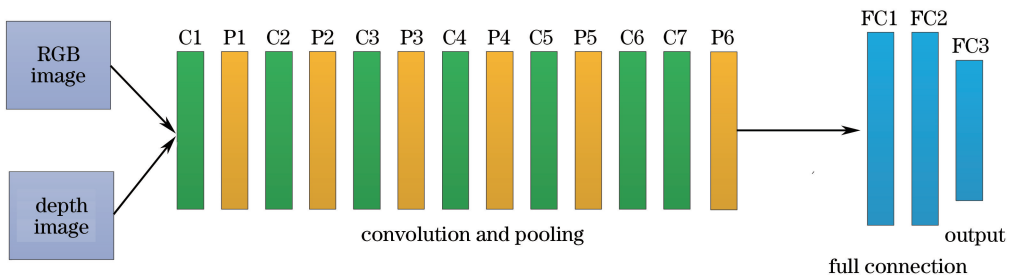 RGB
image
depth
image
C1 P1 C2 P2 C3 P3 C4 P4 C5 P5 C6 C7 P6
convolution and pooling
FC1 FC2
FC3
output
full connection